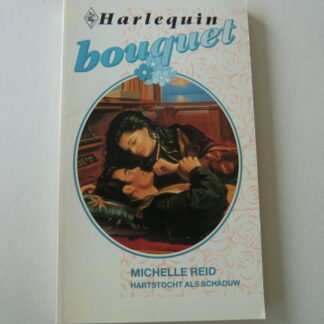 Harlequin
bouquet
MICHELLE REID
HARTSTOCHT ALS SCHADUW